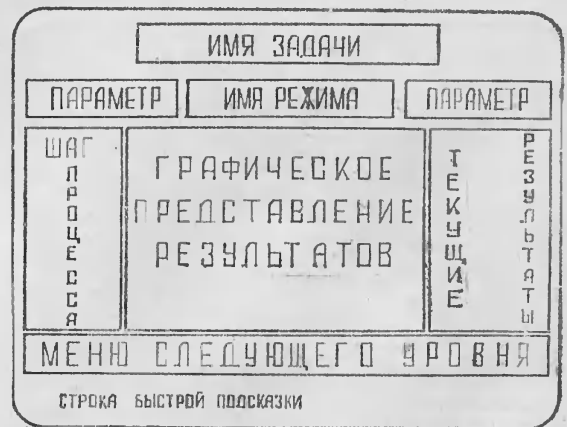 ИМЯ ЗАДАЧИ
ПАРАМЕТР
ИМЯ РЕЖИМА
ПАРАМЕТР
ШАГ
ПРОЦЕССА
ГРАФИЧЕСКОЕ
ПРЕДСТАВЛЕНИЕ
РЕЗУЛЬТАТОВ
ТЕКУЩИЕ
РЕЗУЛЬТАТЫ
МЕНЮ СЛЕДУЮЩЕГО УРОВНЯ
СТРОКА БЫСТРОЙ ПОДСКАЗКИ